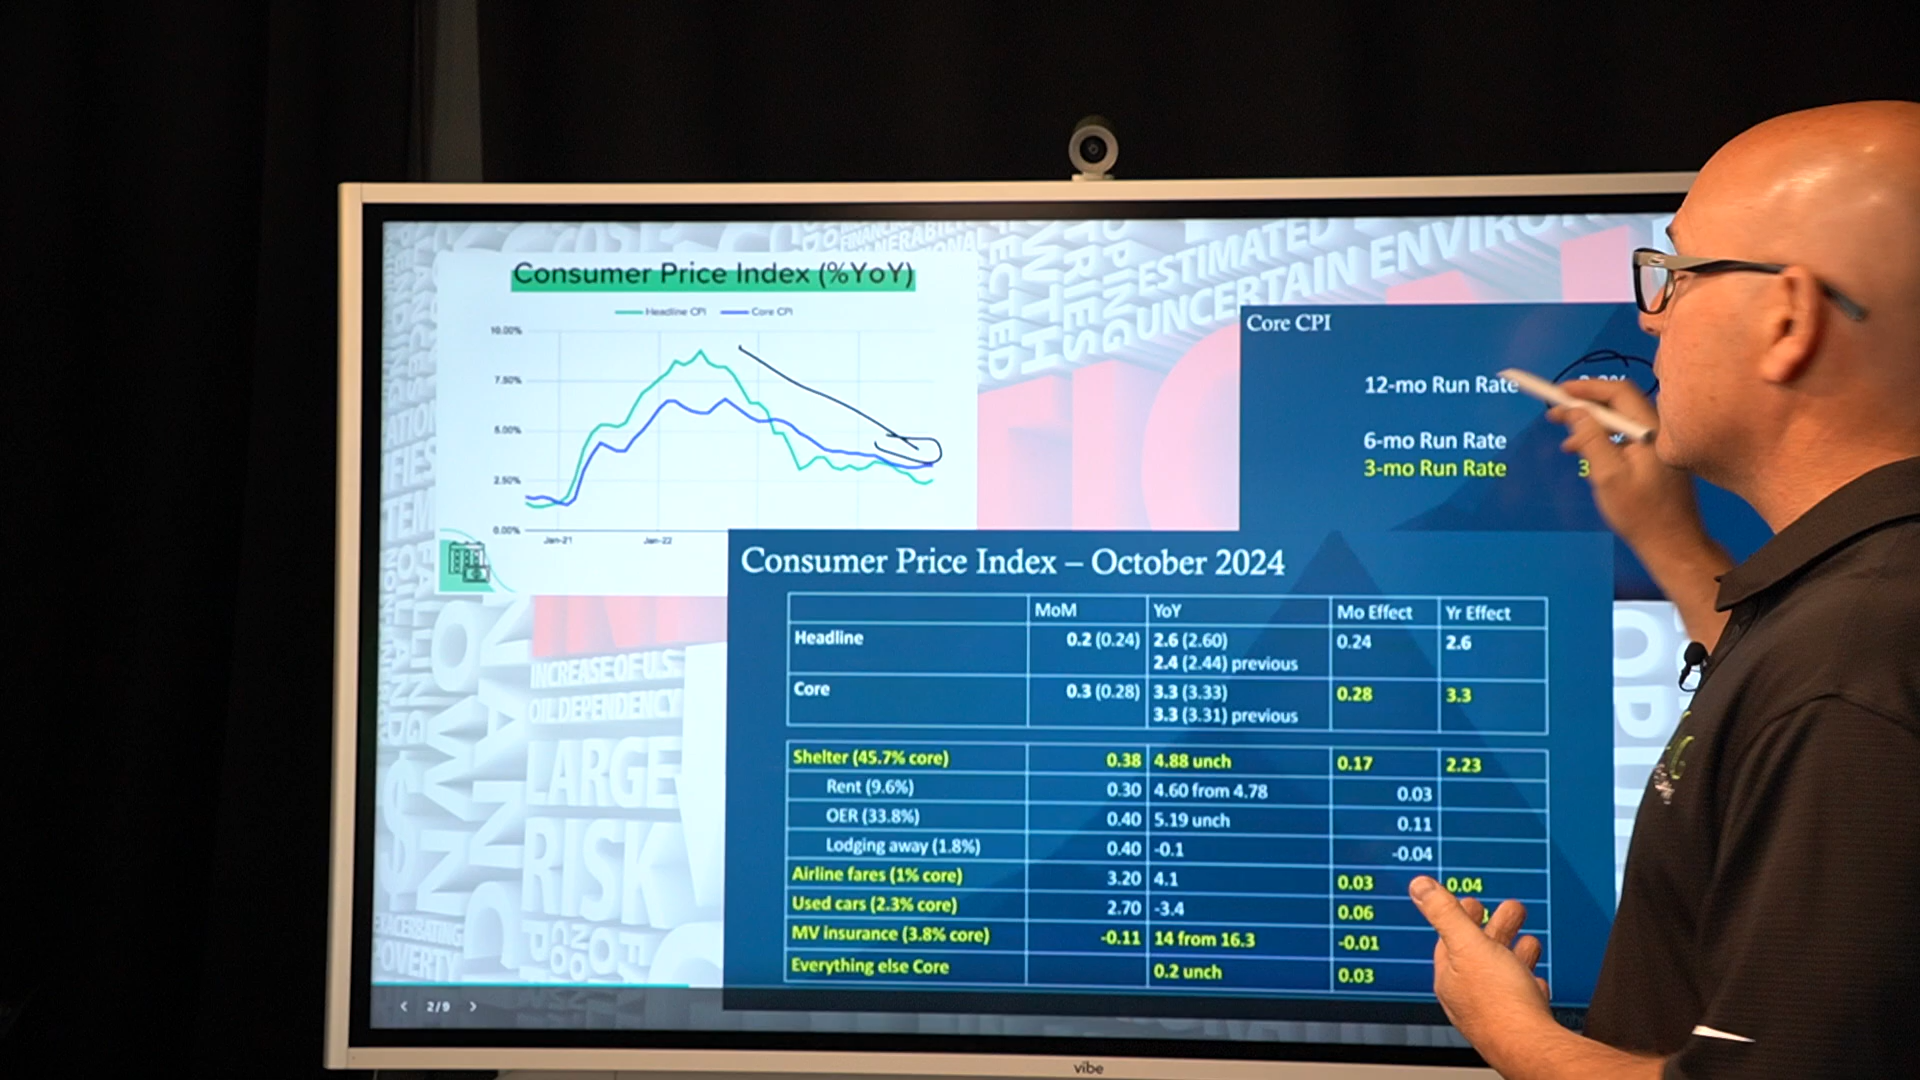 Consumer Price Index (%YoY)
Headline CPI Core CPI
10.00%
7.50%
5.00%
2.50%
0.00%
Jan-21 Jan-22
ESTIMATED
UNCERTAIN ENVIRO
Core CPI
12-mo Run Rate
6-mo Run Rate
3-mo Run Rate 3
INCREASE OF U.S.
OIL DEPENDENCY
LARGE
RISK
POVERTY
Consumer Price Index – October 2024
MoM YoY Mo Effect Yr Effect
Headline 0.2 (0.24) 2.6 (2.60) 0.24 2.6
2.4 (2.44) previous
Core 0.3 (0.28) 3.3 (3.33) 0.28 3.3
3.3 (3.31) previous
Shelter (45.7% core) 0.38 4.88 unch 0.17 2.23
Rent (9.6%) 0.30 4.60 from 4.78 0.03
OER (33.8%) 0.40 5.19 unch 0.11
Lodging away (1.8%) 0.40 -0.1 -0.04
Airline fares (1% core) 3.20 4.1 0.03 0.04
Used cars (2.3% core) 2.70 -3.4 0.06
MV insurance (3.8% core) -0.11 14 from 16.3 -0.01
Everything else Core 0.2 unch 0.03
2/9
vibe